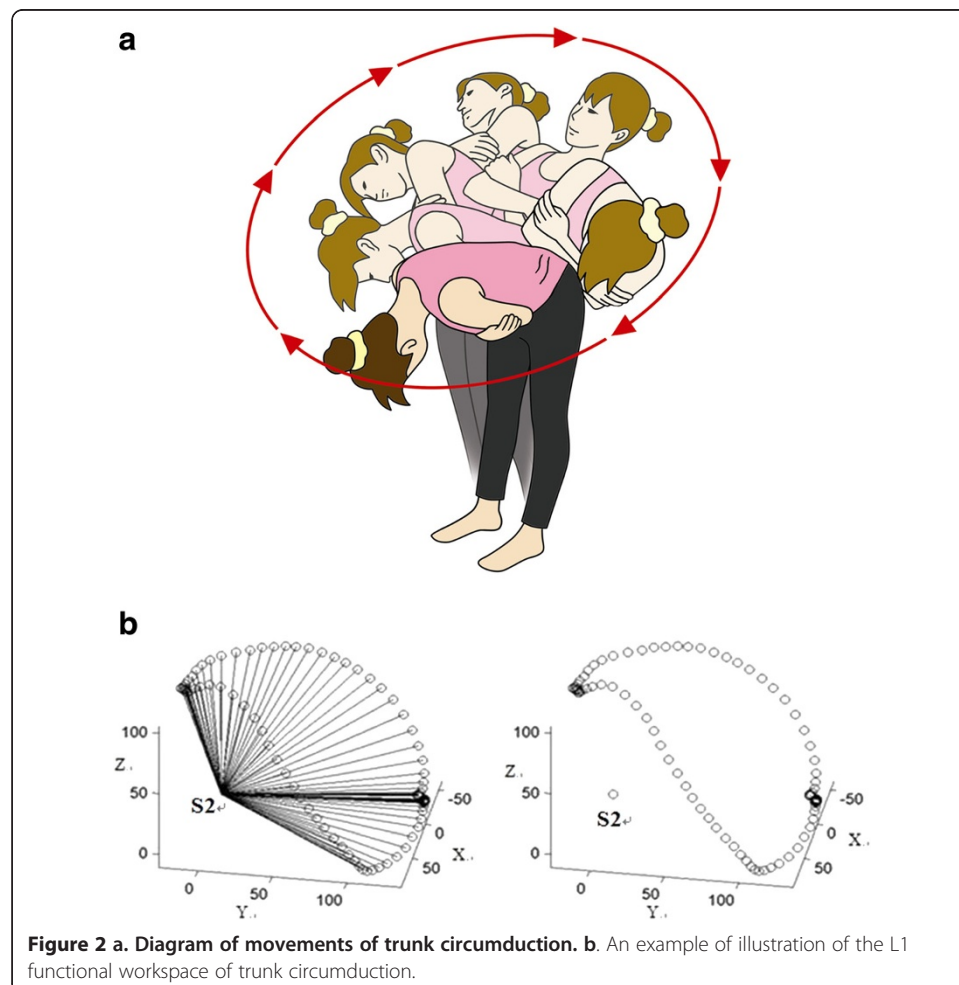 a
b
100
Z
50
S2
0
0
50
100
Y
-50
0
50
X
100
Z
50
S2
0
0
50
100
Y
-50
0
50
X
Figure 2 a. Diagram of movements of trunk circumduction. b. An example of illustration of the L1
functional workspace of trunk circumduction.